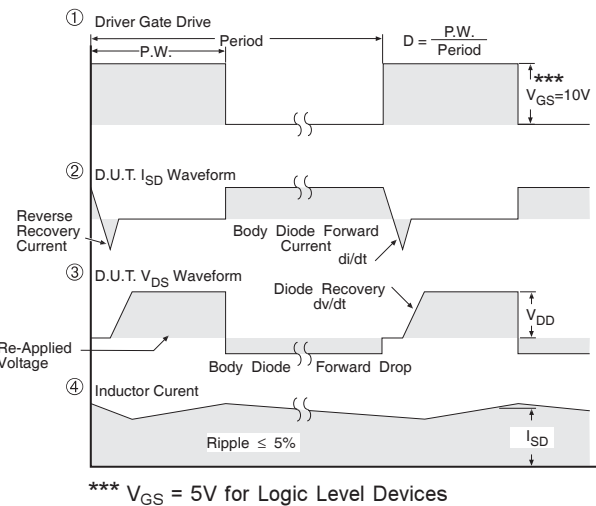 ① Driver Gate Drive
P.W.
Period
D = P.W. / Period
***
VGS=10V
② D.U.T. ISD Waveform
Reverse
Recovery
Current
Body Diode Forward
Current
di/dt
③ D.U.T. VDS Waveform
Diode Recovery
dv/dt
VDD
Re-Applied
Voltage
Body Diode
Forward Drop
④ Inductor Curent
Ripple ≤ 5%
ISD
*** VGS = 5V for Logic Level Devices